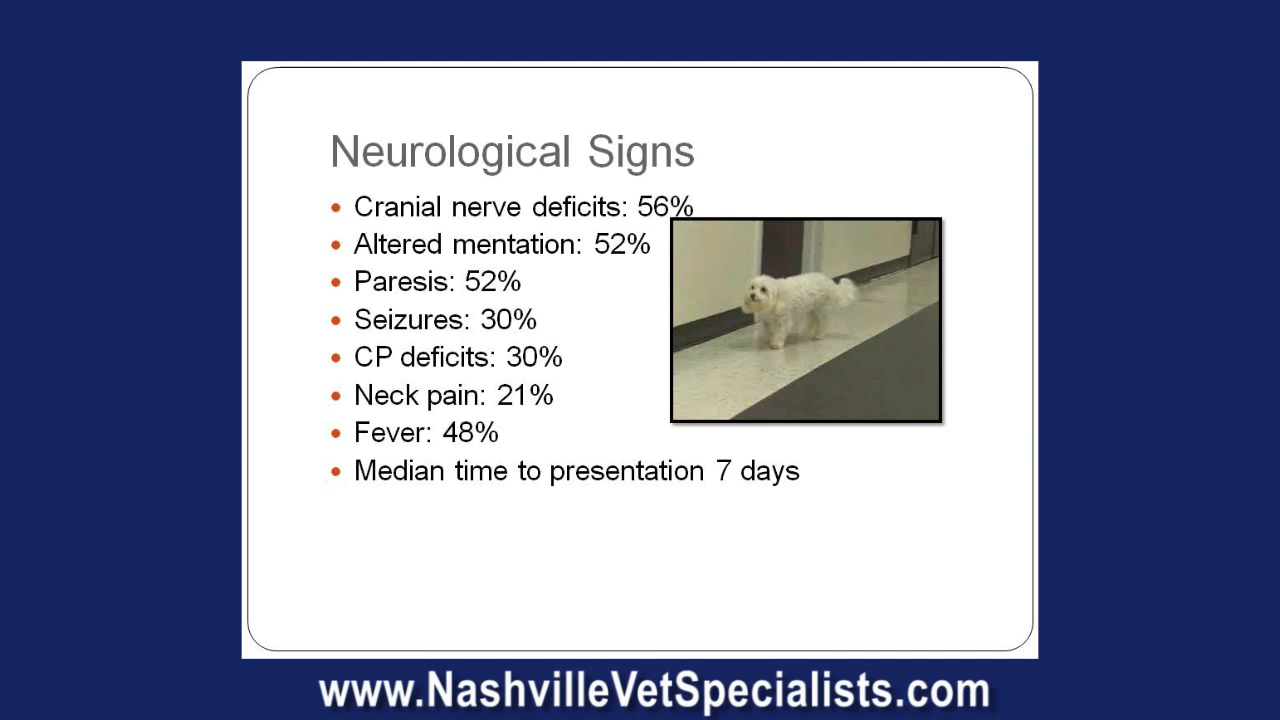 Neurological Signs
• Cranial nerve deficits: 56%
• Altered mentation: 52%
• Paresis: 52%
• Seizures: 30%
• CP deficits: 30%
• Neck pain: 21%
• Fever: 48%
• Median time to presentation 7 days
www.NashvilleVetSpecialists.com